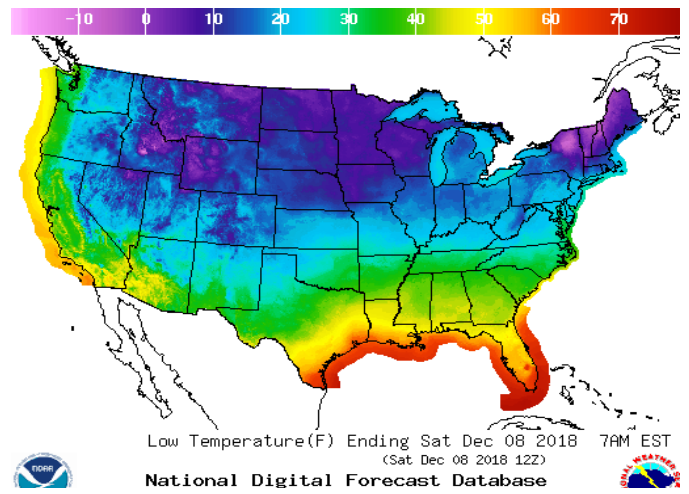 -10 0 10 20 30 40 50 60 70
Low Temperature(F) Ending Sat Dec 08 2018 7AM EST
(Sat Dec 08 2018 12Z)
National Digital Forecast Database
NOAA